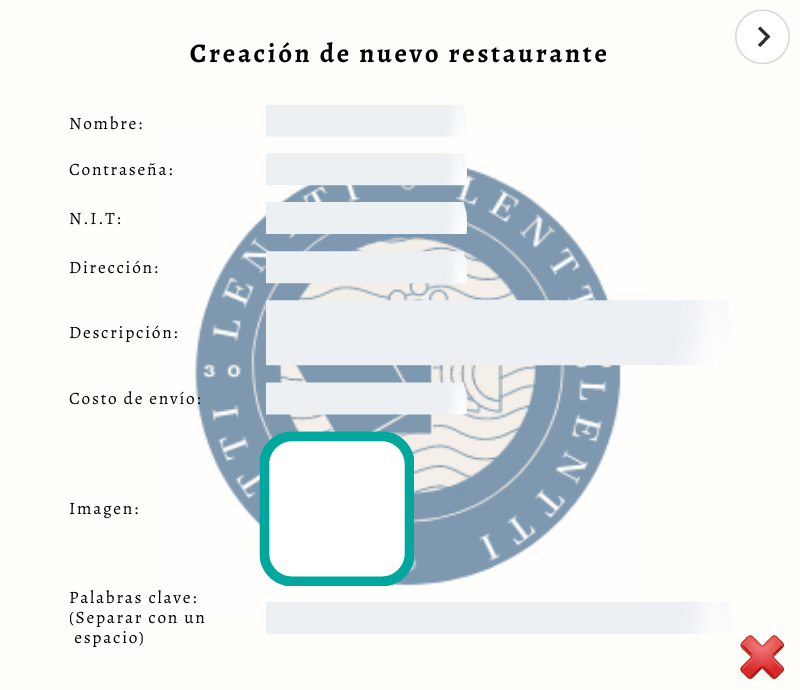 Creación de nuevo restaurante
Nombre:
Contraseña:
N.I.T:
Dirección:
Descripción:
Costo de envío:
Imagen:
Palabras clave:
(Separar con un
espacio)
30
LENTTI
LENTTI